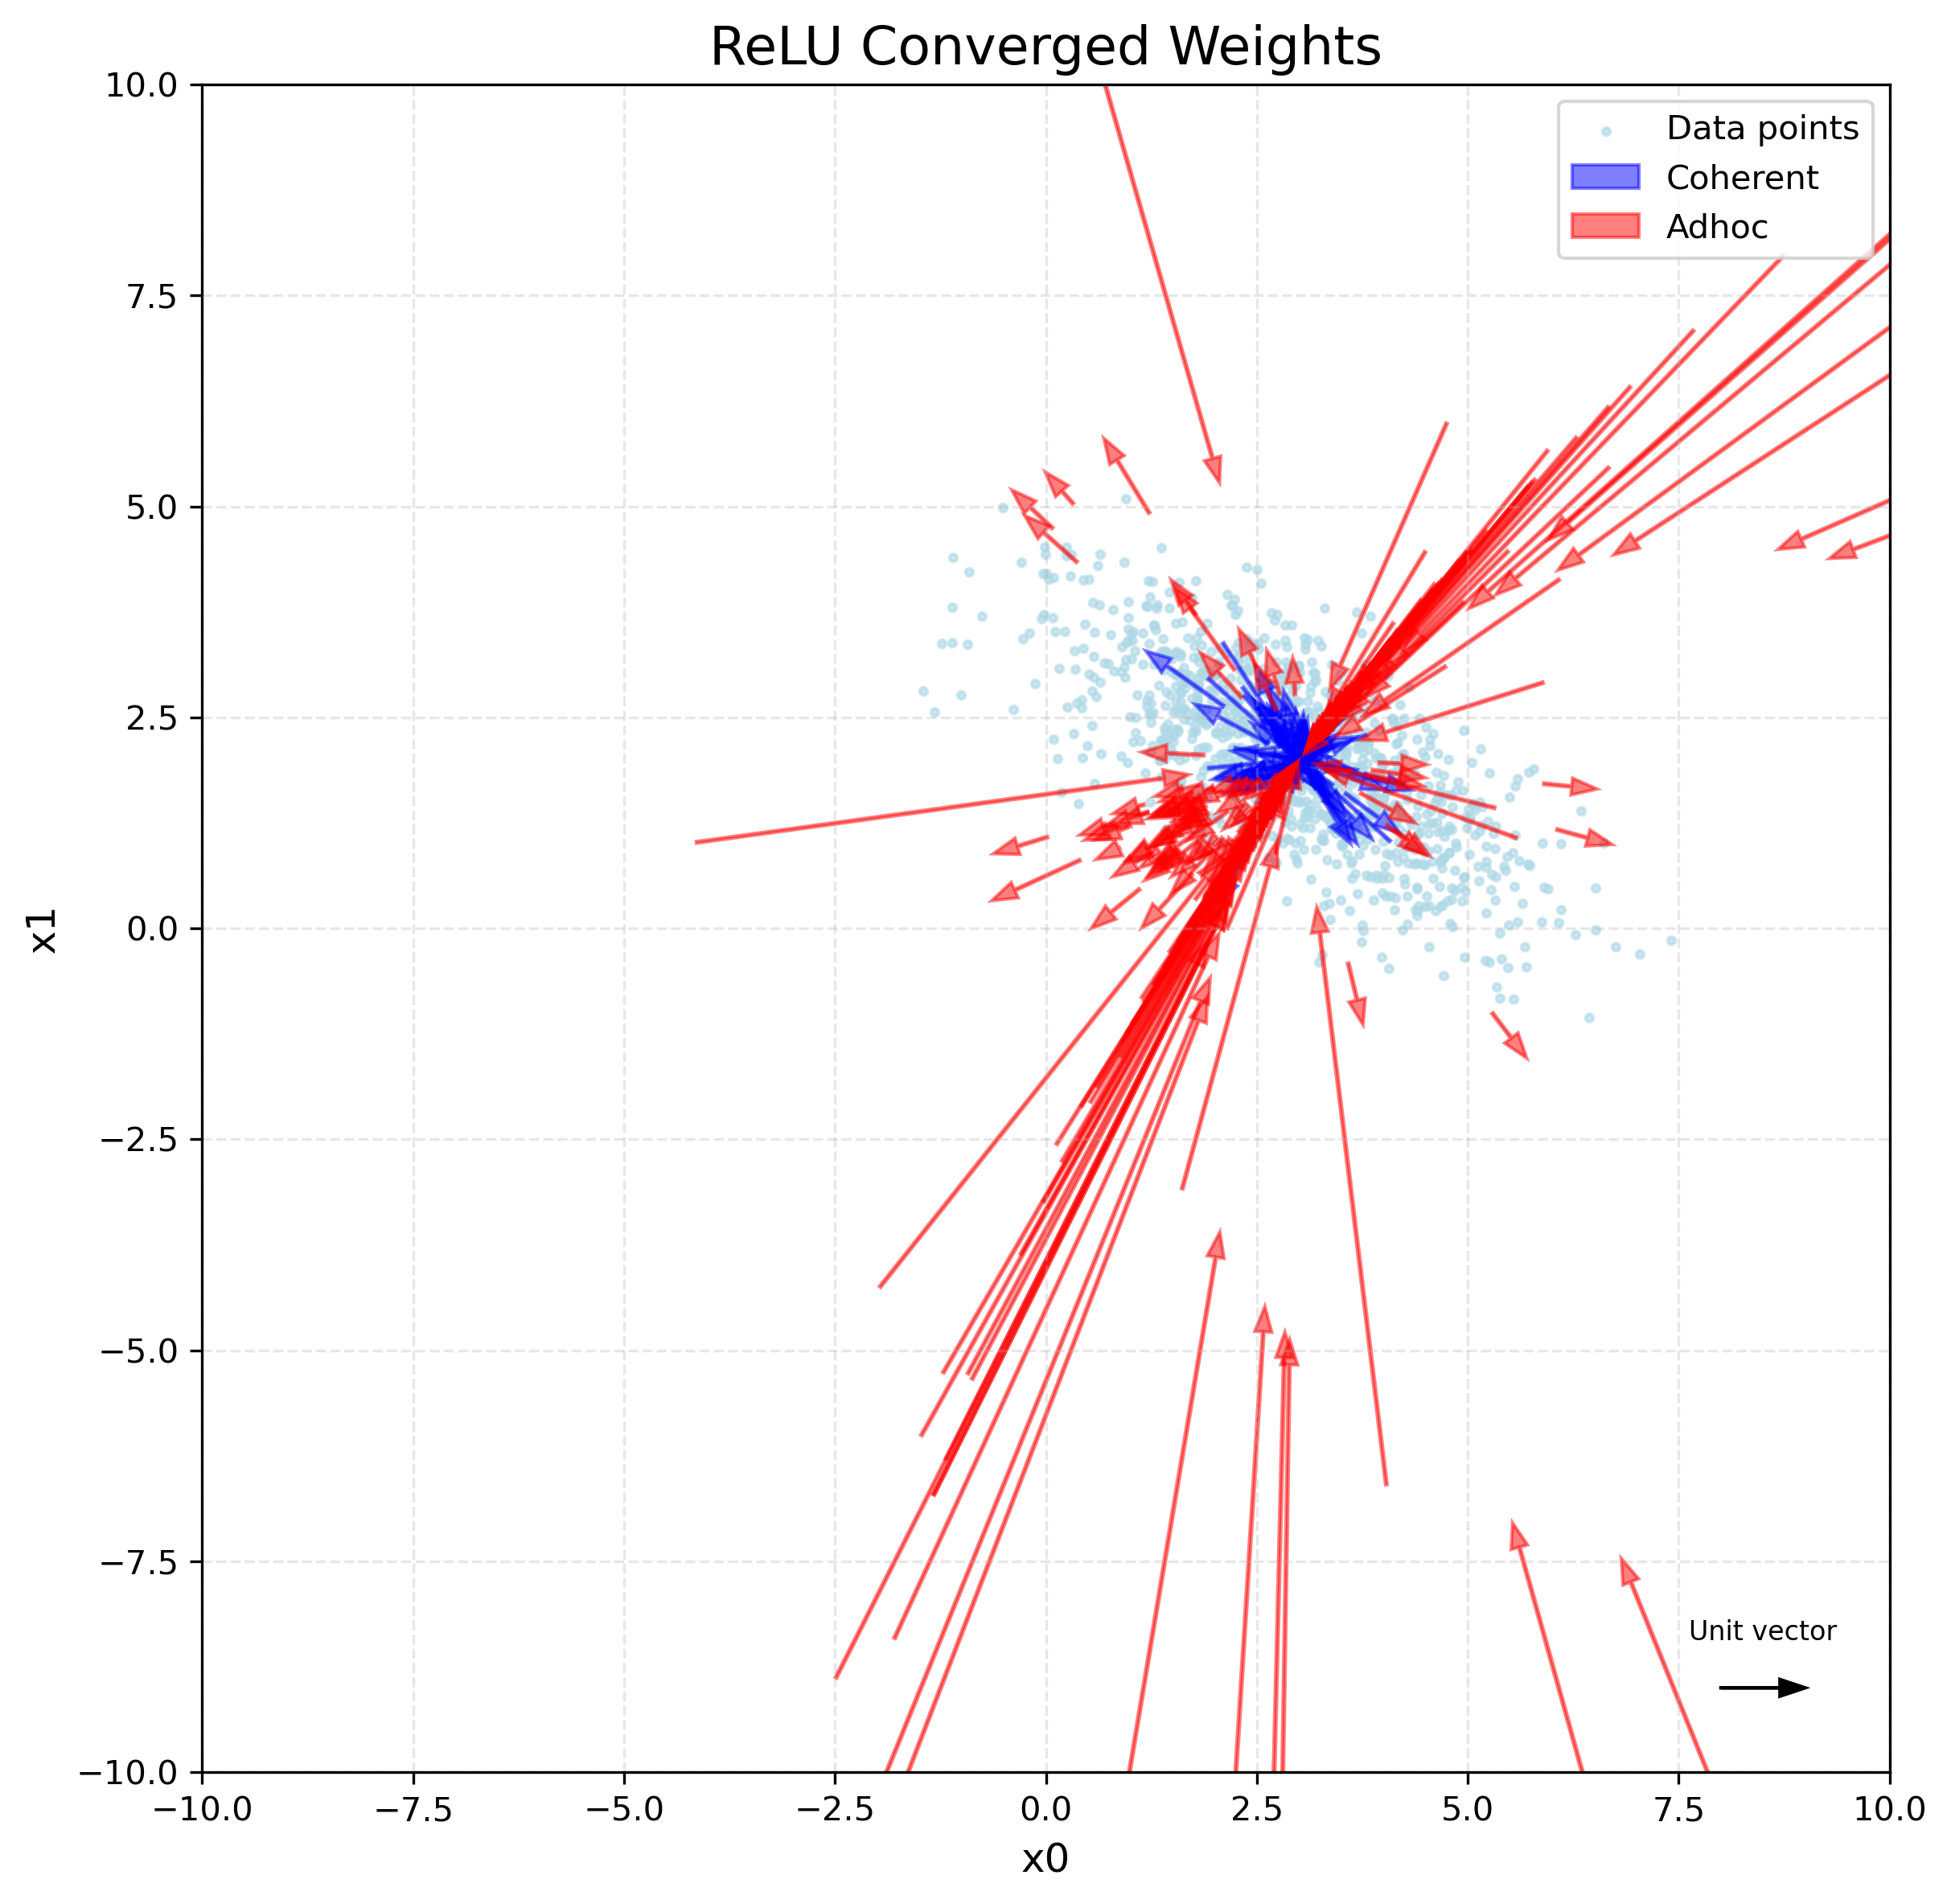 ReLU Converged Weights
Data points
Coherent
Adhoc
10.0
7.5
5.0
2.5
0.0
−2.5
−5.0
−7.5
−10.0
x1
Unit vector
−10.0 −7.5 −5.0 −2.5 0.0 2.5 5.0 7.5 10.0
x0